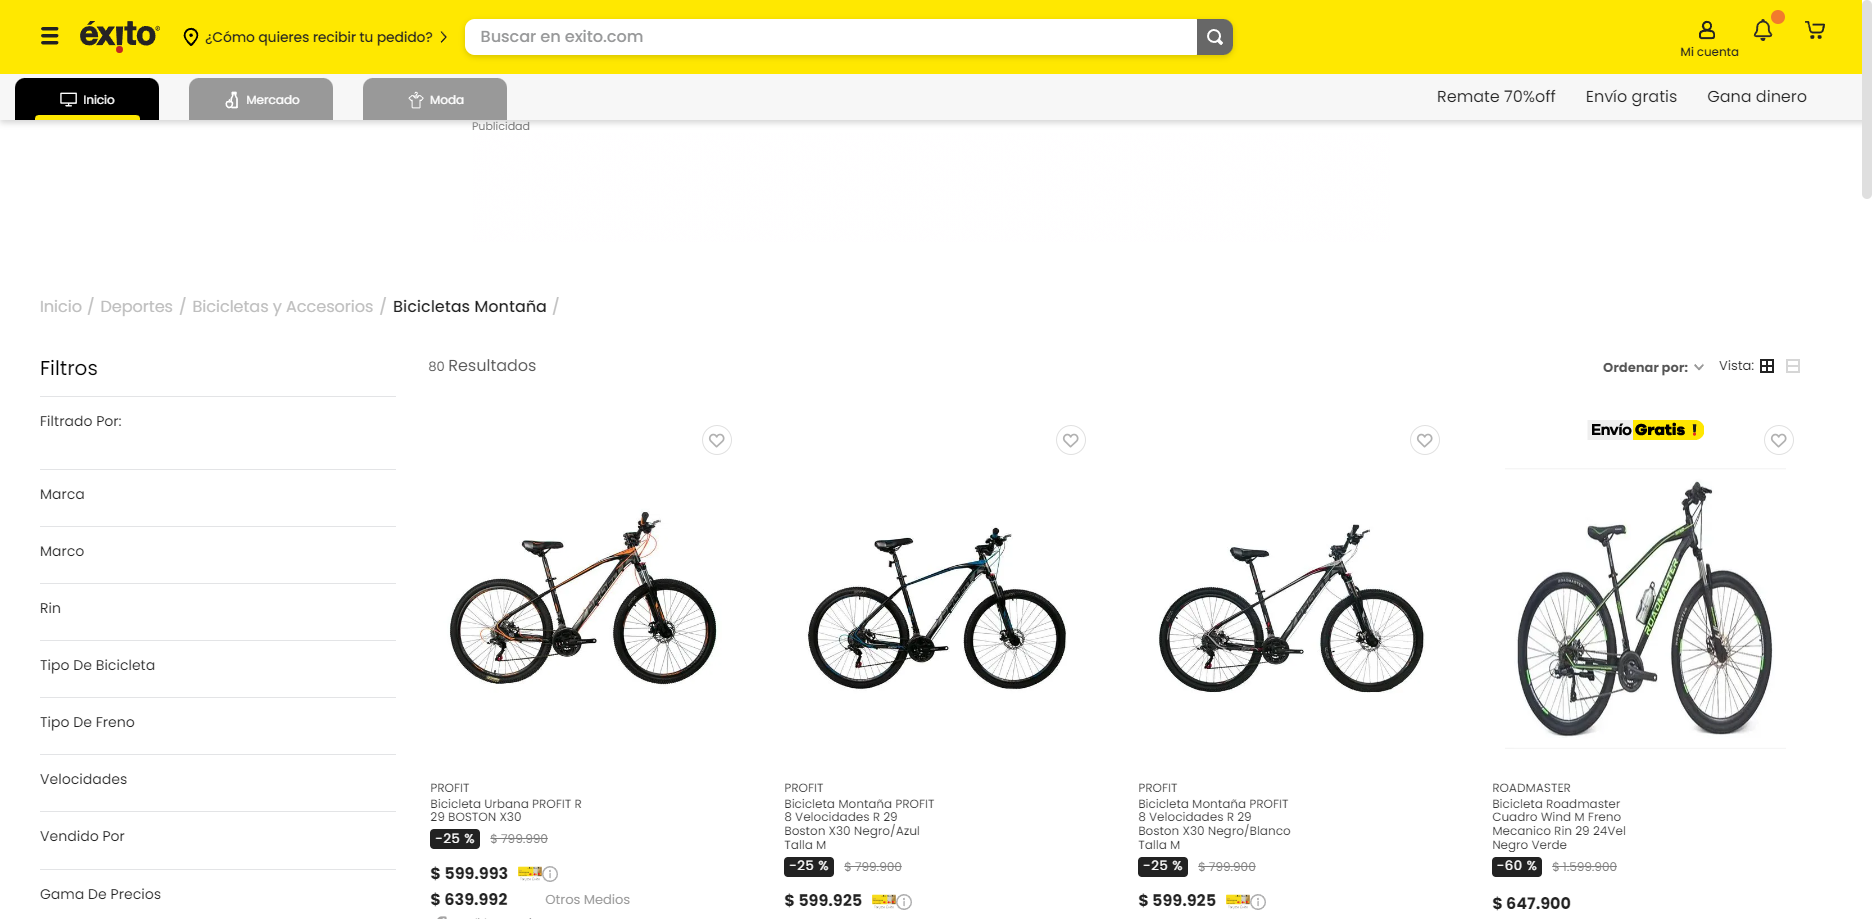 éxito
¿Cómo quieres recibir tu pedido?
Buscar en exito.com
Mi cuenta
Inicio
Mercado
Moda
Remate 70%off
Envío gratis
Gana dinero
Publicidad
Inicio / Deportes / Bicicletas y Accesorios / Bicicletas Montaña /
Filtros
80 Resultados
Ordenar por:
Vista:
Filtrado Por:
Marca
Marco
Rin
Tipo De Bicicleta
Tipo De Freno
Velocidades
Vendido Por
Gama De Precios
PROFIT
Bicicleta Urbana PROFIT R
29 BOSTON X30
-25 % $ 799.990
$ 599.993
$ 639.992 Otros Medios
PROFIT
Bicicleta Montaña PROFIT
8 Velocidades R 29
Boston X30 Negro/Azul
Talla M
-25 % $ 799.900
$ 599.925
PROFIT
Bicicleta Montaña PROFIT
8 Velocidades R 29
Boston X30 Negro/Blanco
Talla M
-25 % $ 799.900
$ 599.925
Envío Gratis !
ROADMASTER
ROADMASTER
Bicicleta Roadmaster
Cuadro Wind M Freno
Mecanico Rin 29 24Vel
Negro Verde
-60 % $ 1.599.900
$ 647.900